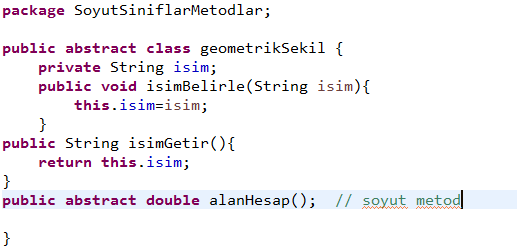 package SoyutSiniflarMetodlar;
public abstract class geometrikSekil {
private String isim;
public void isimBelirle(String isim){
this.isim=isim;
}
public String isimGetir(){
return this.isim;
}
public abstract double alanHesap();  // soyut metod
}